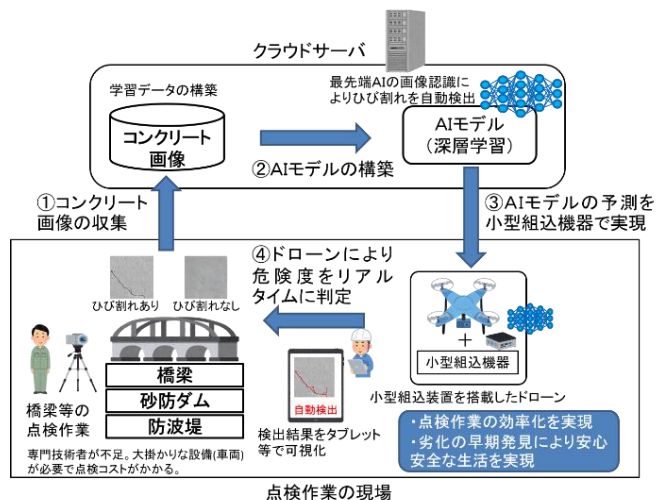 クラウドサーバ
学習データの構築
コンクリート
画像
最先端AIの画像認識に
よりひび割れを自動検出
AIモデル
（深層学習）
②AIモデルの構築
①コンクリート
画像の収集
③AIモデルの予測を
小型組込機器で実現
④ドローンにより
危険度をリアル
タイムに判定
ひび割れあり
ひび割れなし
橋梁
砂防ダム
防波堤
橋梁等の
点検作業
専門技術者が不足。大掛かりな設備(車両)
が必要で点検コストがかかる。
自動検出
検出結果をタブレット
等で可視化
+
小型組込機器
小型組込装置を搭載したドローン
・点検作業の効率化を実現
・劣化の早期発見により安心
安全な生活を実現
点検作業の現場